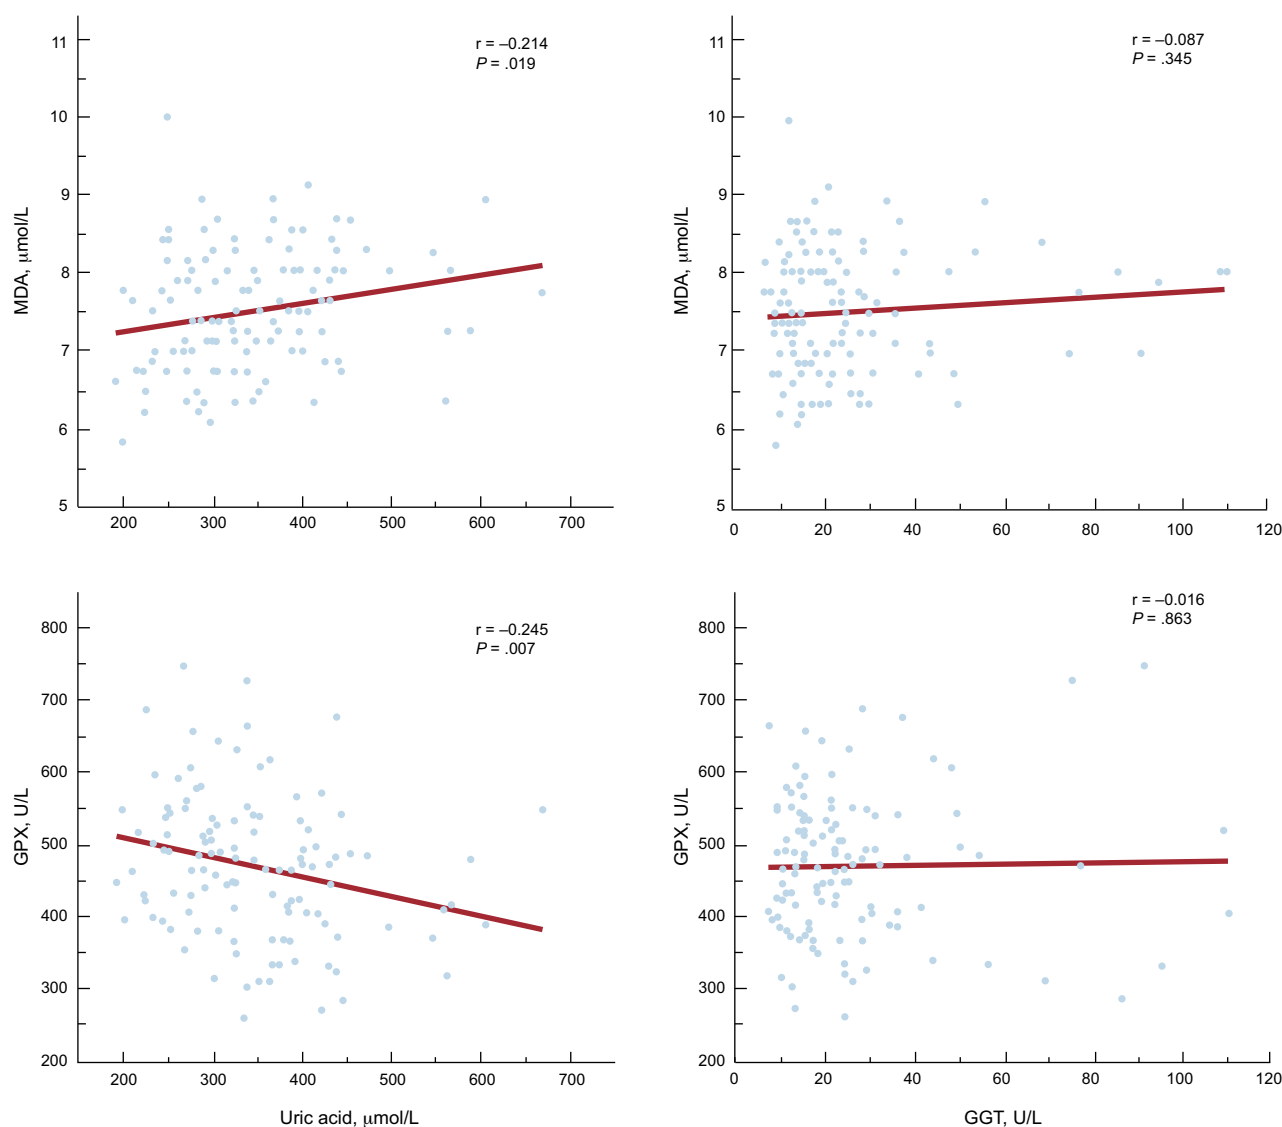 r = –0.214
P = .019
MDA, µmol/L
11
10
9
8
7
6
5
200 300 400 500 600 700
r = –0.087
P = .345
MDA, µmol/L
11
10
9
8
7
6
5
0 20 40 60 80 100 120
r = –0.245
P = .007
GPX, U/L
800
700
600
500
400
300
200
200 300 400 500 600 700
Uric acid, µmol/L
r = –0.016
P = .863
GPX, U/L
800
700
600
500
400
300
200
0 20 40 60 80 100 120
GGT, U/L